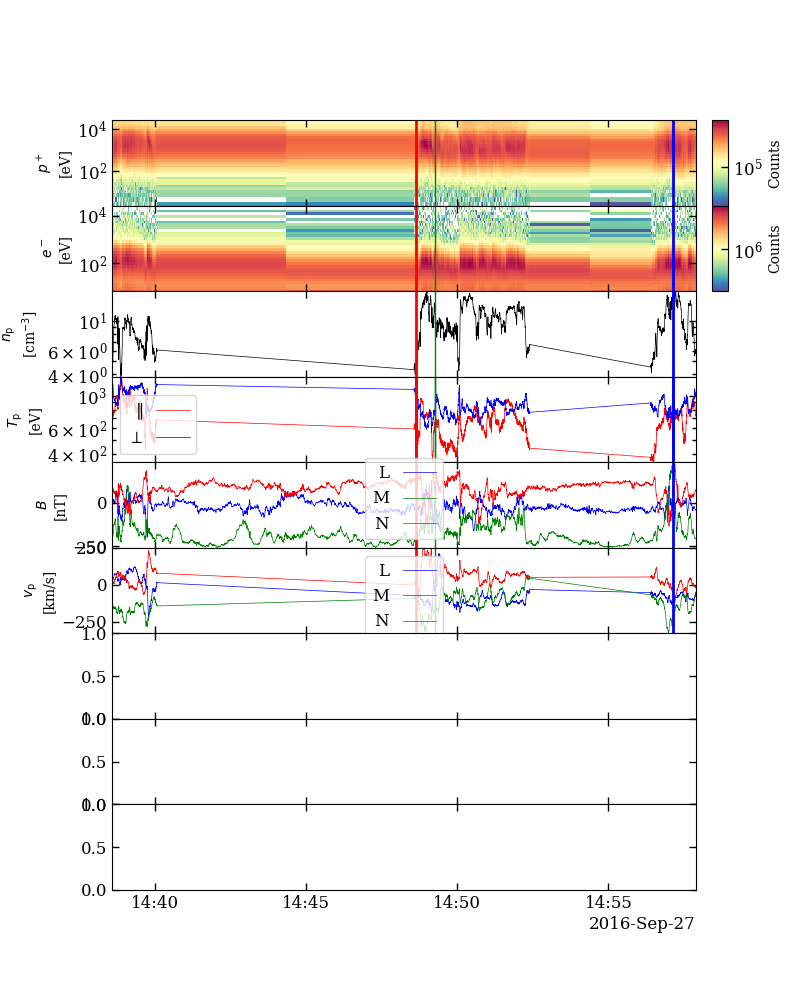 10⁴
10²
p⁺
[eV]
10⁵
Counts
10⁴
10²
e⁻
[eV]
10⁶
Counts
10¹
6 × 10⁰
4 × 10⁰
nₚ
[cm⁻³]
10³
6 × 10²
4 × 10²
Tₚ
[eV]
∥
⊥
0
B
[nT]
L
M
N
250
0
−250
vₚ
[km/s]
L
M
N
1.0
0.5
0.0
1.0
0.5
0.0
1.0
0.5
0.0
14:40 14:45 14:50 14:55
2016-Sep-27